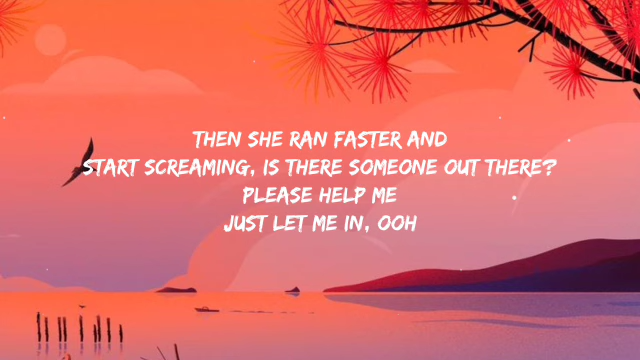 THEN SHE RAN FASTER AND
START SCREAMING, IS THERE SOMEONE OUT THERE?
PLEASE HELP ME
JUST LET ME IN, OOH